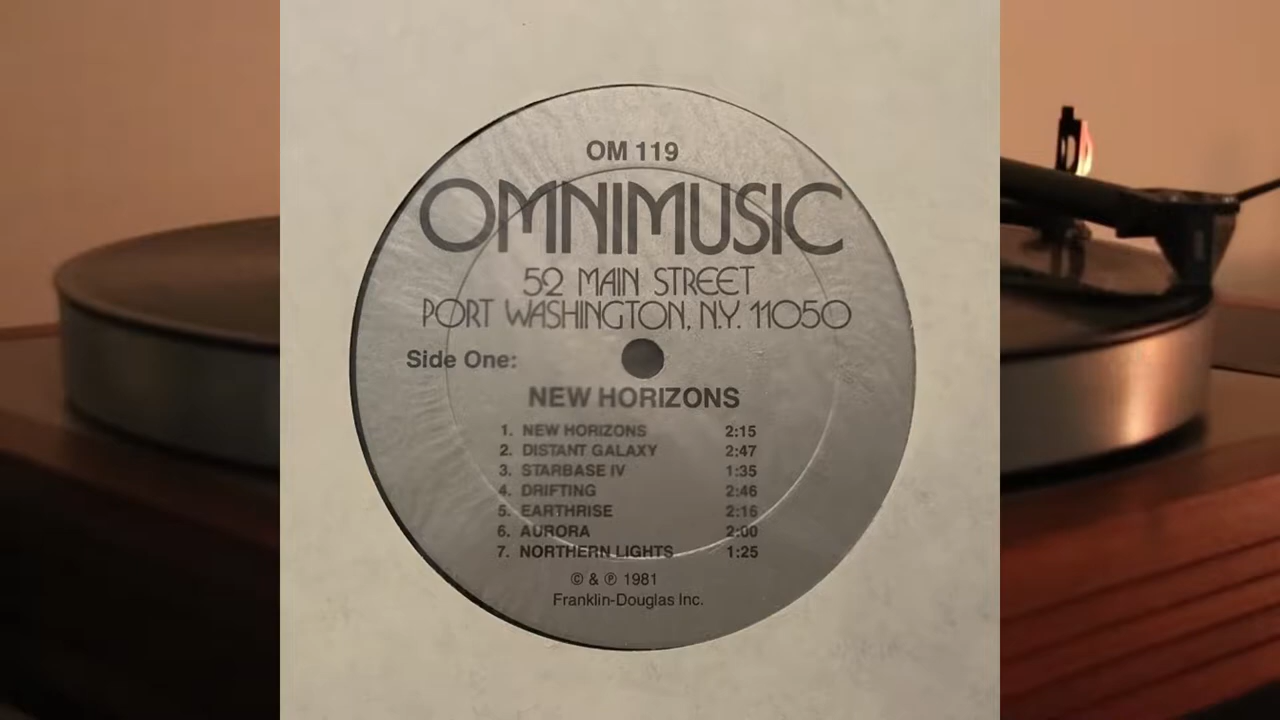 OM 119
OMNIMUSIC
52 MAIN STREET
PORT WASHINGTON, N.Y. 11050
Side One:
NEW HORIZONS
1. NEW HORIZONS 2:15
2. DISTANT GALAXY 2:47
3. STARBASE IV 1:35
4. DRIFTING 2:46
5. EARTHRISE 2:16
6. AURORA 2:00
7. NORTHERN LIGHTS 1:25
© & ℗ 1981
Franklin-Douglas Inc.